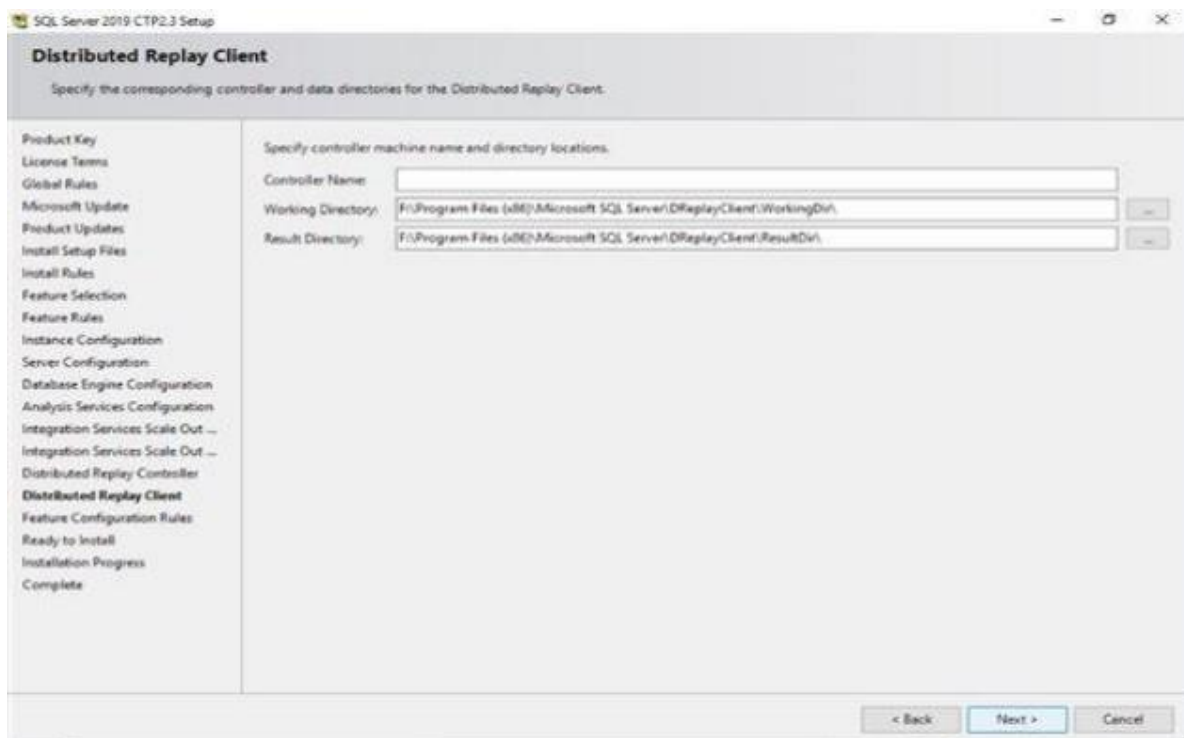 SQL Server 2019 CTP2.3 Setup
Distributed Replay Client
Specify the corresponding controller and data directories for the Distributed Replay Client.
Product Key
License Terms
Global Rules
Microsoft Update
Product Updates
Install Setup Files
Install Rules
Feature Selection
Feature Rules
Instance Configuration
Server Configuration
Database Engine Configuration
Analysis Services Configuration
Integration Services Scale Out ...
Integration Services Scale Out ...
Distributed Replay Controller
Distributed Replay Client
Feature Configuration Rules
Ready to Install
Installation Progress
Complete
Specify controller machine name and directory locations.
Controller Name:
Working Directory: F:\Program Files (x86)\Microsoft SQL Server\DReplayClient\WorkingDir\ ...
Result Directory: F:\Program Files (x86)\Microsoft SQL Server\DReplayClient\ResultDir\ ...
< Back Next > Cancel